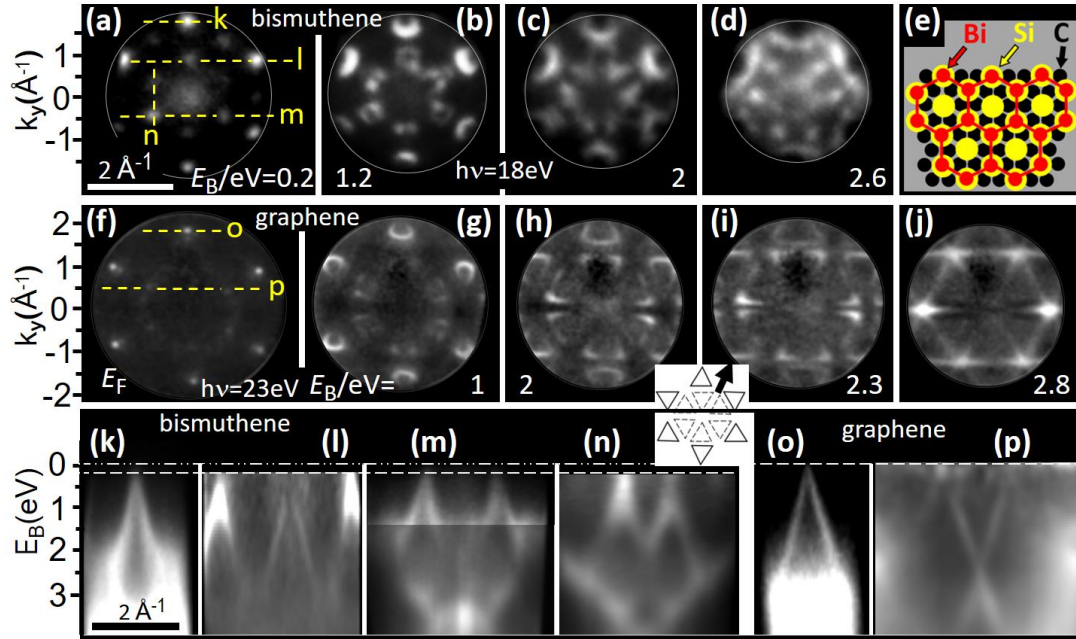 (a) bismuthene (b) (c) (d) (e)
k
l
m
n
Bi Si C
k_y(Å⁻¹)
1
0
-1
2 Å⁻¹
E_B/eV=0.2
1.2
hν=18eV
2
2.6
(f) graphene (g) (h) (i) (j)
o
p
k_y(Å⁻¹)
2
1
0
-1
-2
E_F
hν=23eV
E_B/eV=
1
2
2.3
2.8
bismuthene
graphene
(k) (l) (m) (n) (o) (p)
E_B(eV)
0
1
2
3
2 Å⁻¹